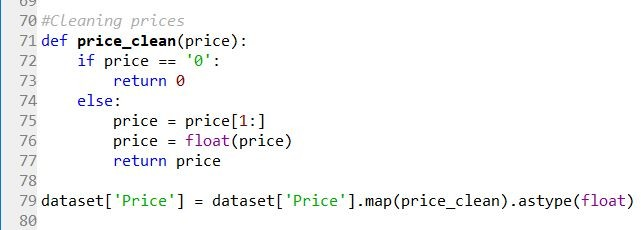 69
70 #Cleaning prices
71 def price_clean(price):
72     if price == '0':
73         return 0
74     else:
75         price = price[1:]
76         price = float(price)
77         return price
78
79 dataset['Price'] = dataset['Price'].map(price_clean).astype(float)
80